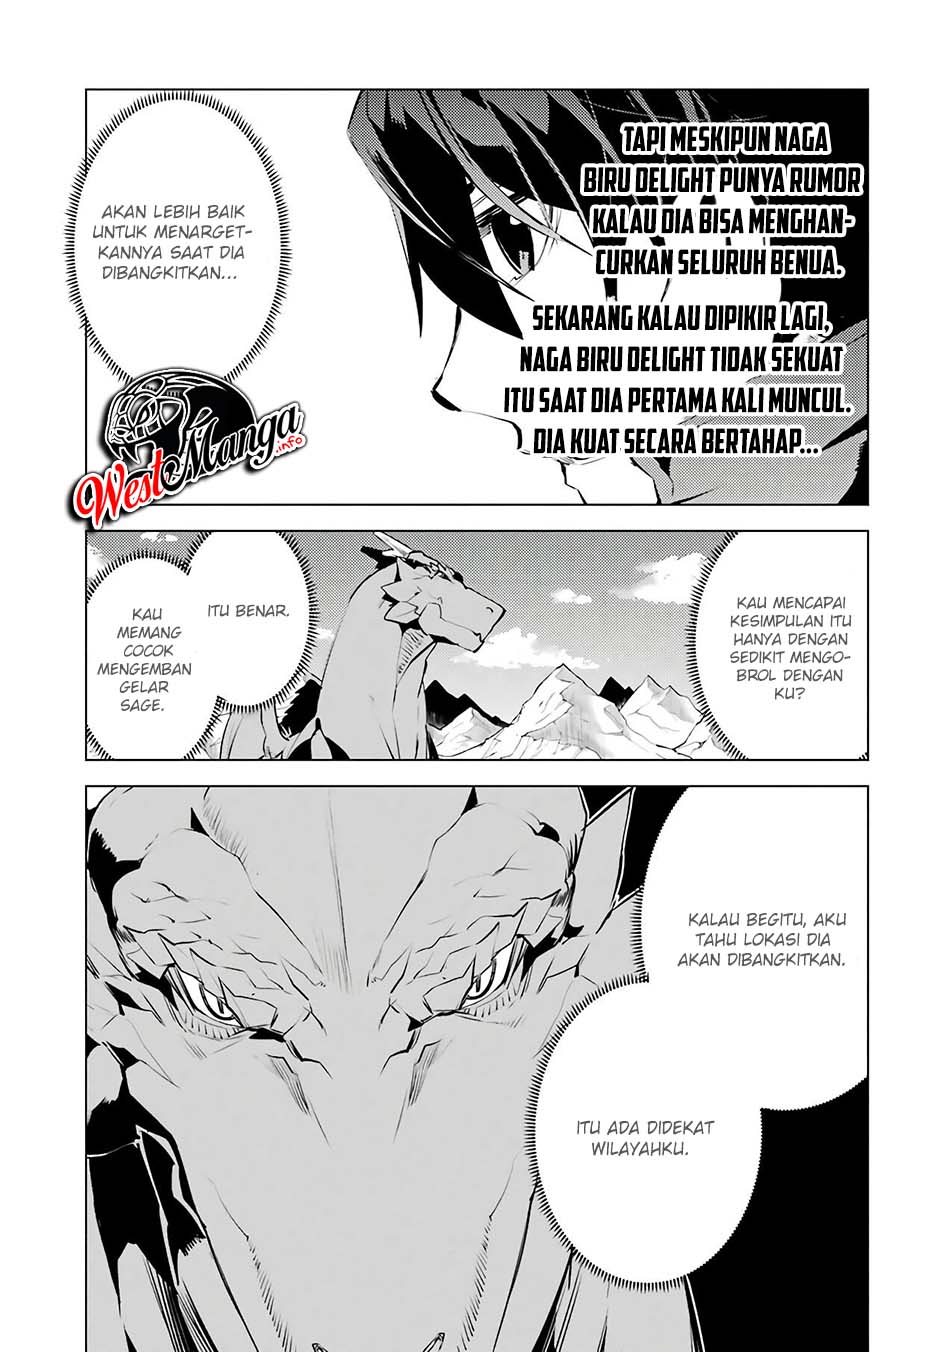 TAPI MESKIPUN NAGA
BIRU DELIGHT PUNYA RUMOR
KALAU DIA BISA MENGHAN-
CURKAN SELURUH BENUA.
SEKARANG KALAU DIPIKIR LAGI,
NAGA BIRU DELIGHT TIDAK SEKUAT
ITU SAAT DIA PERTAMA KALI MUNCUL.
DIA KUAT SECARA BERTAHAP...
AKAN LEBIH BAIK
UNTUK MENARGET-
KANNYA SAAT DIA
DIBANGKITKAN...
WestManga
.info
KAU MENCAPAI
KESIMPULAN ITU
HANYA DENGAN
SEDIKIT MENGO-
BROL DENGAN
KU?
ITU BENAR.
KAU
MEMANG
COCOK
MENGEMBAN
GELAR
SAGE.
KALAU BEGITU, AKU
TAHU LOKASI DIA
AKAN DIBANGKITKAN.
ITU ADA DIDEKAT
WILAYAHKU.